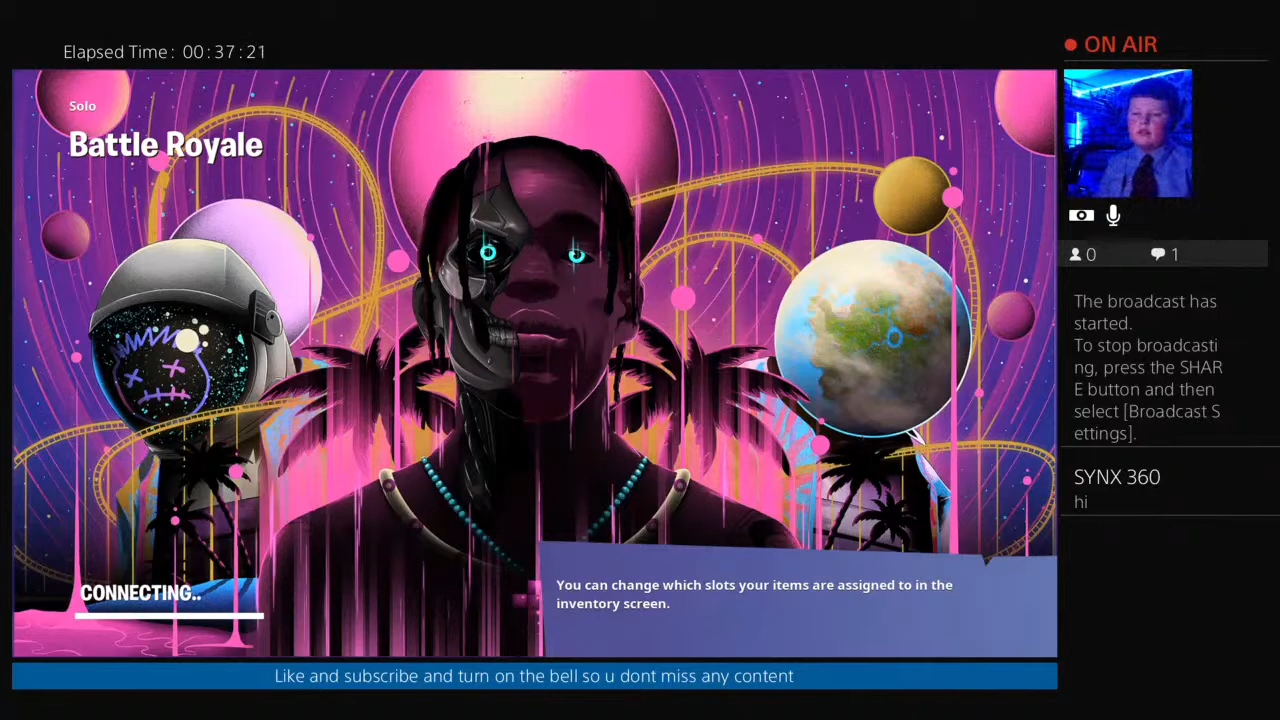 Elapsed Time: 00:37:21
ON AIR
Solo
Battle Royale
0
1
The broadcast has
started.
To stop broadcasti
ng, press the SHAR
E button and then
select [Broadcast S
ettings].
SYNX 360
hi
CONNECTING..
You can change which slots your items are assigned to in the
inventory screen.
Like and subscribe and turn on the bell so u dont miss any content